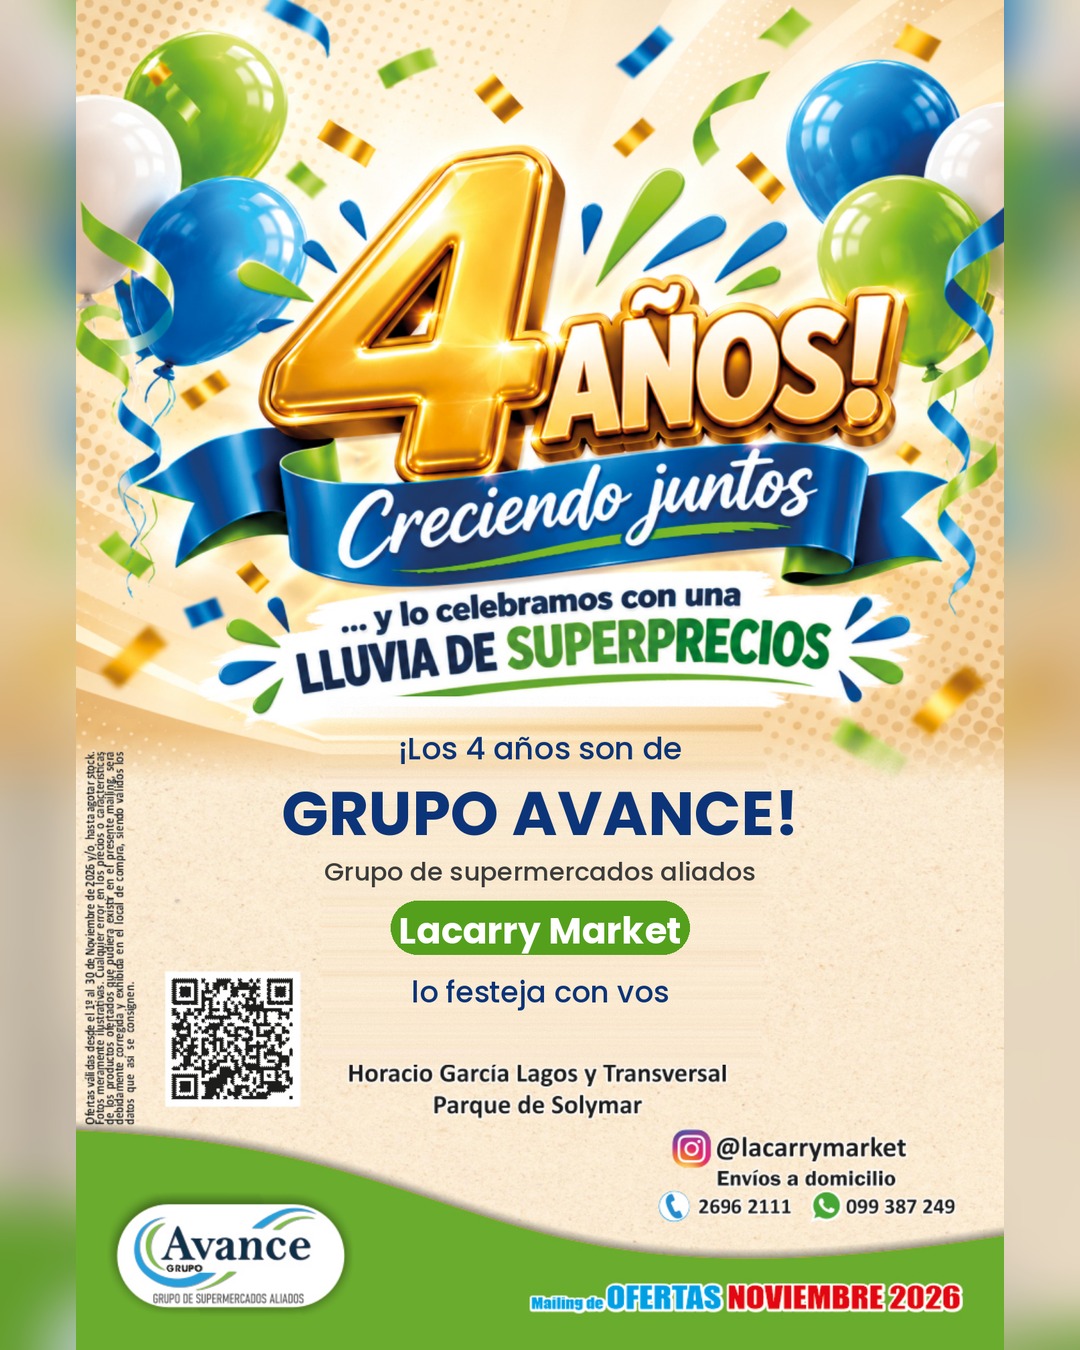 4 AÑOS!
Creciendo juntos
... y lo celebramos con una
LLUVIA DE SUPERPRECIOS
¡Los 4 años son de
GRUPO AVANCE!
Grupo de supermercados aliados
Lacarry Market
lo festeja con vos
Ofertas válidas desde el 1º al 30 de Noviembre de 2026 y/o, hasta agotar stock.
Fotos meramente ilustrativas. Cualquier error en los precios o características
de los productos ofertados que pudiera existir en el presente mailing, será
debidamente corregida y exhibida en el local de compra, siendo válidos los
datos que así se consignen.
Horacio García Lagos y Transversal
Parque de Solymar
@lacarrymarket
Envíos a domicilio
2696 2111 099 387 249
Avance
GRUPO
GRUPO DE SUPERMERCADOS ALIADOS
Mailing de OFERTAS NOVIEMBRE 2026